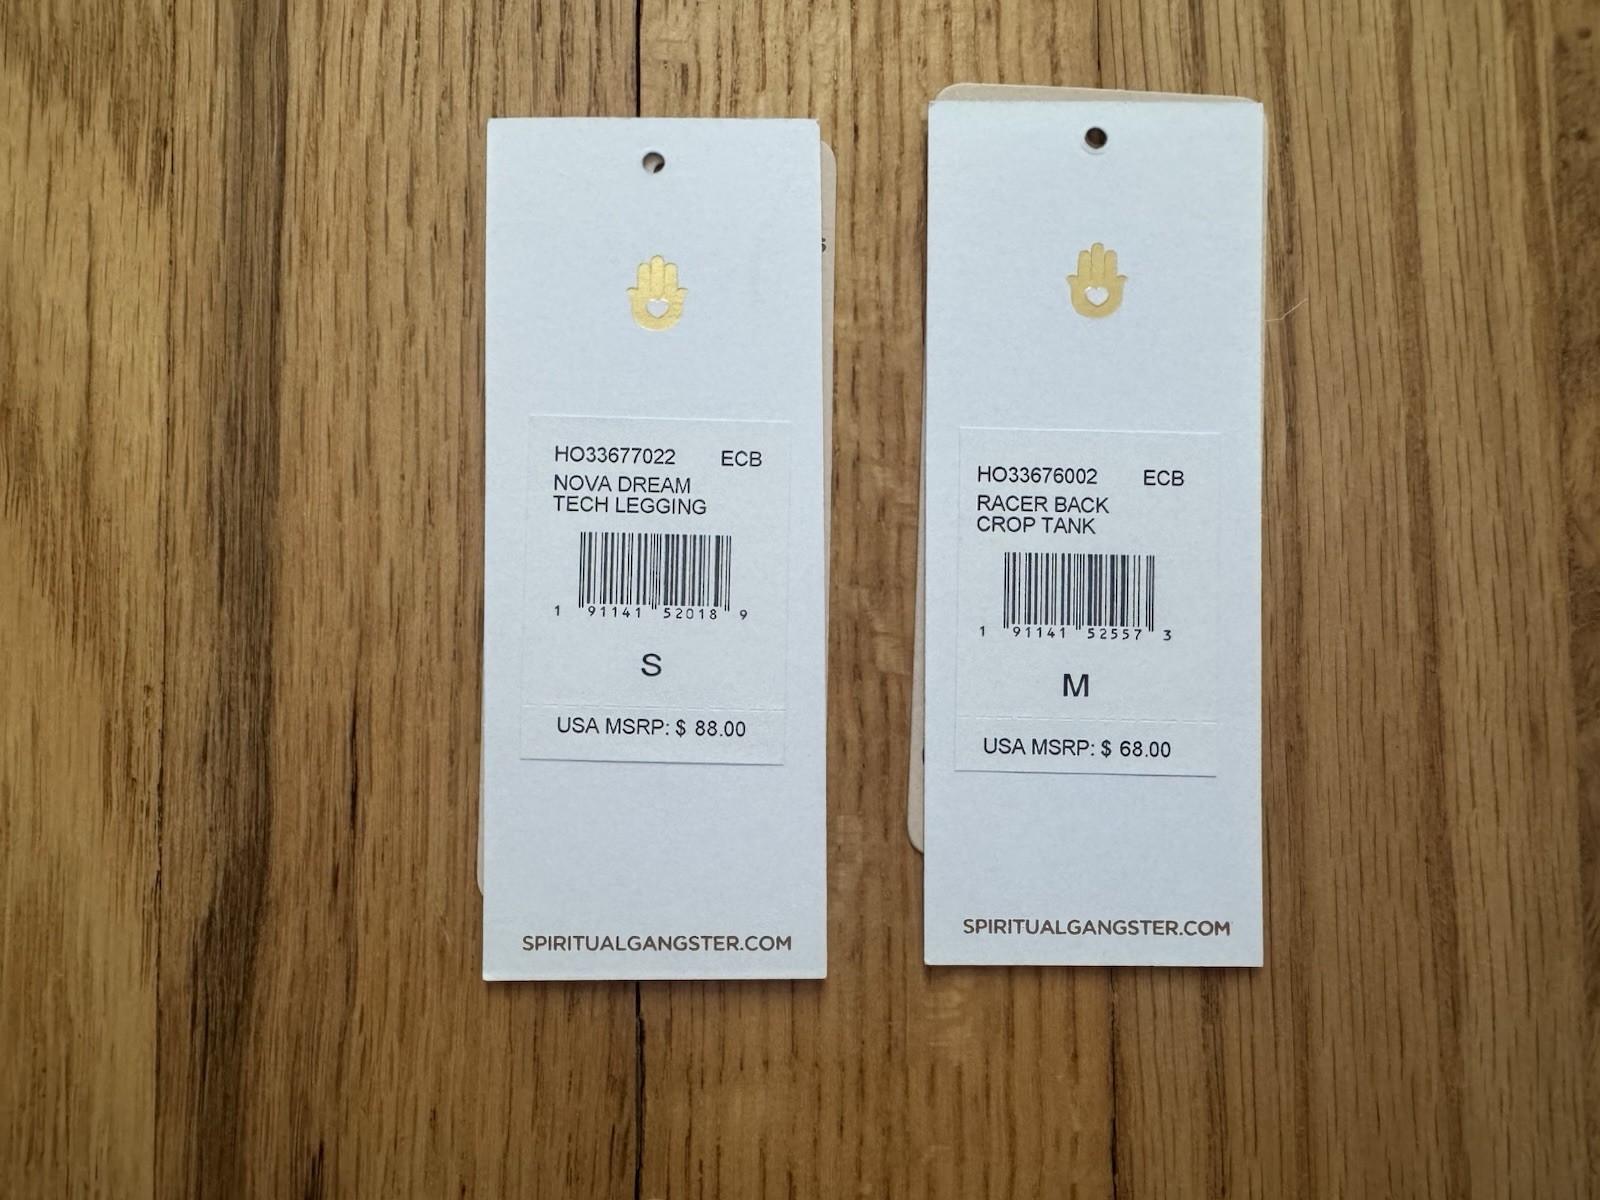 HO33677022 ECB
NOVA DREAM
TECH LEGGING
1 91141 52018 9
S
USA MSRP: $ 88.00
SPIRITUALGANGSTER.COM
HO33676002 ECB
RACER BACK
CROP TANK
1 91141 52557 3
M
USA MSRP: $ 68.00
SPIRITUALGANGSTER.COM